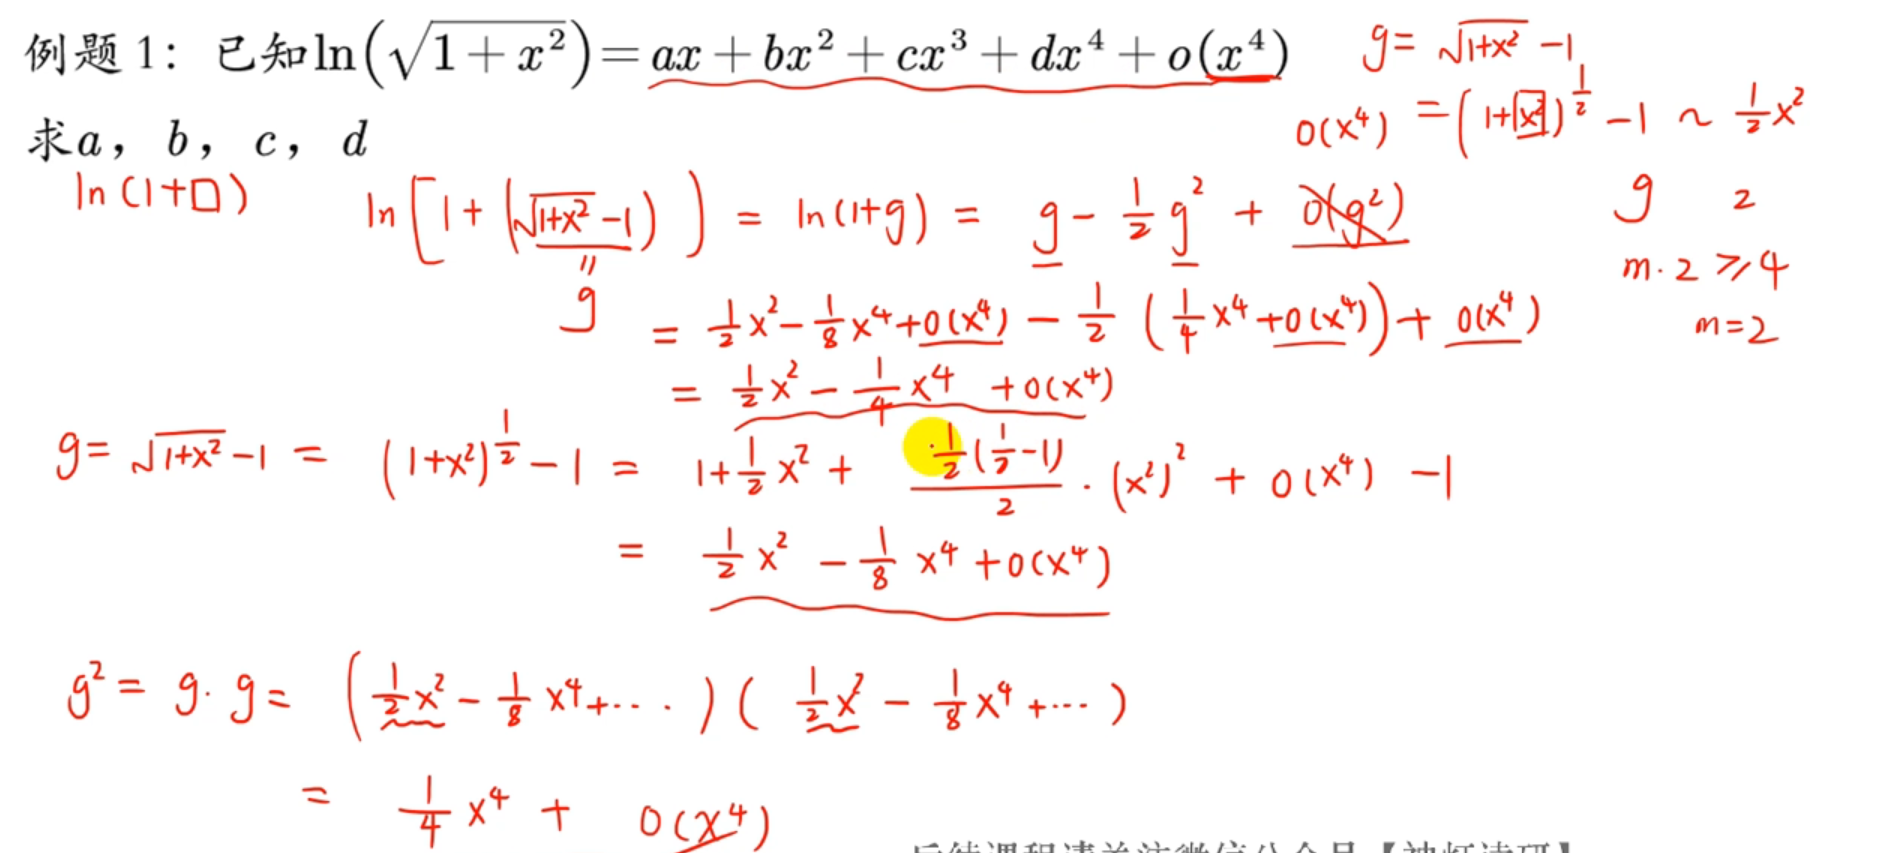 例题 1：已知 ln(√(1+x²)) = ax + bx² + cx³ + dx⁴ + o(x⁴)
g = √(1+x²) -1
求a，b，c，d
o(x⁴) = (1+x²)^(1/2) -1 ~ 1/2 x²
ln(1+□)
ln[1+(√(1+x²) -1)] = ln(1+g) = g - 1/2 g² + o(g²)
g 2
= g
m·2 ≥ 4
= 1/2 x² - 1/8 x⁴ + o(x⁴) - 1/2 (1/4 x⁴ + o(x⁴)) + o(x⁴)
m=2
= 1/2 x² - 1/4 x⁴ + o(x⁴)
g = √(1+x²) -1 = (1+x²)^(1/2) -1 = 1 + 1/2 x² + (1/2 (1/2 -1))/2 · (x²)² + o(x⁴) -1
= 1/2 x² - 1/8 x⁴ + o(x⁴)
g² = g·g = (1/2 x² - 1/8 x⁴ + ···)(1/2 x² - 1/8 x⁴ + ···)
= 1/4 x⁴ + o(x⁴)